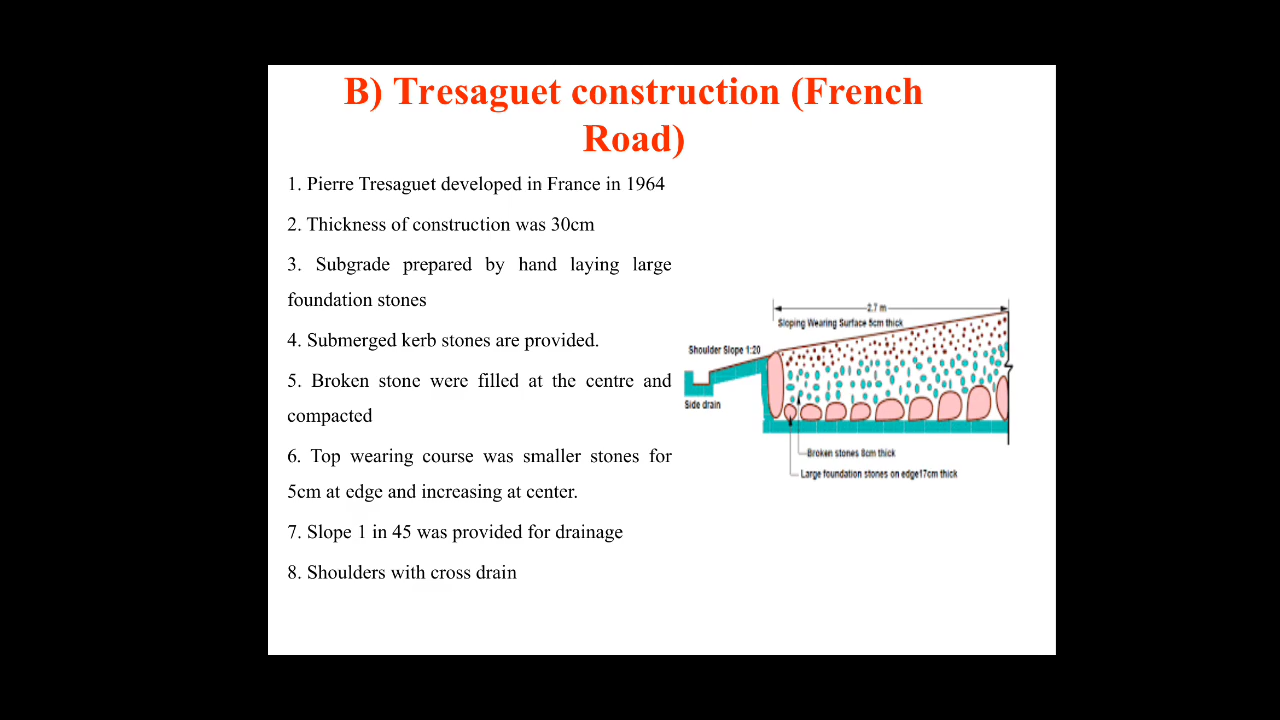 B) Tresaguet construction (French
Road)
1. Pierre Tresaguet developed in France in 1964
2. Thickness of construction was 30cm
3. Subgrade prepared by hand laying large
foundation stones
4. Submerged kerb stones are provided.
5. Broken stone were filled at the centre and
compacted
6. Top wearing course was smaller stones for
5cm at edge and increasing at center.
7. Slope 1 in 45 was provided for drainage
8. Shoulders with cross drain
2.7 m
Sloping Wearing Surface 5cm thick
Shoulder Slope 1:20
Side drain
Broken stones 8cm thick
Large foundation stones on edge17cm thick